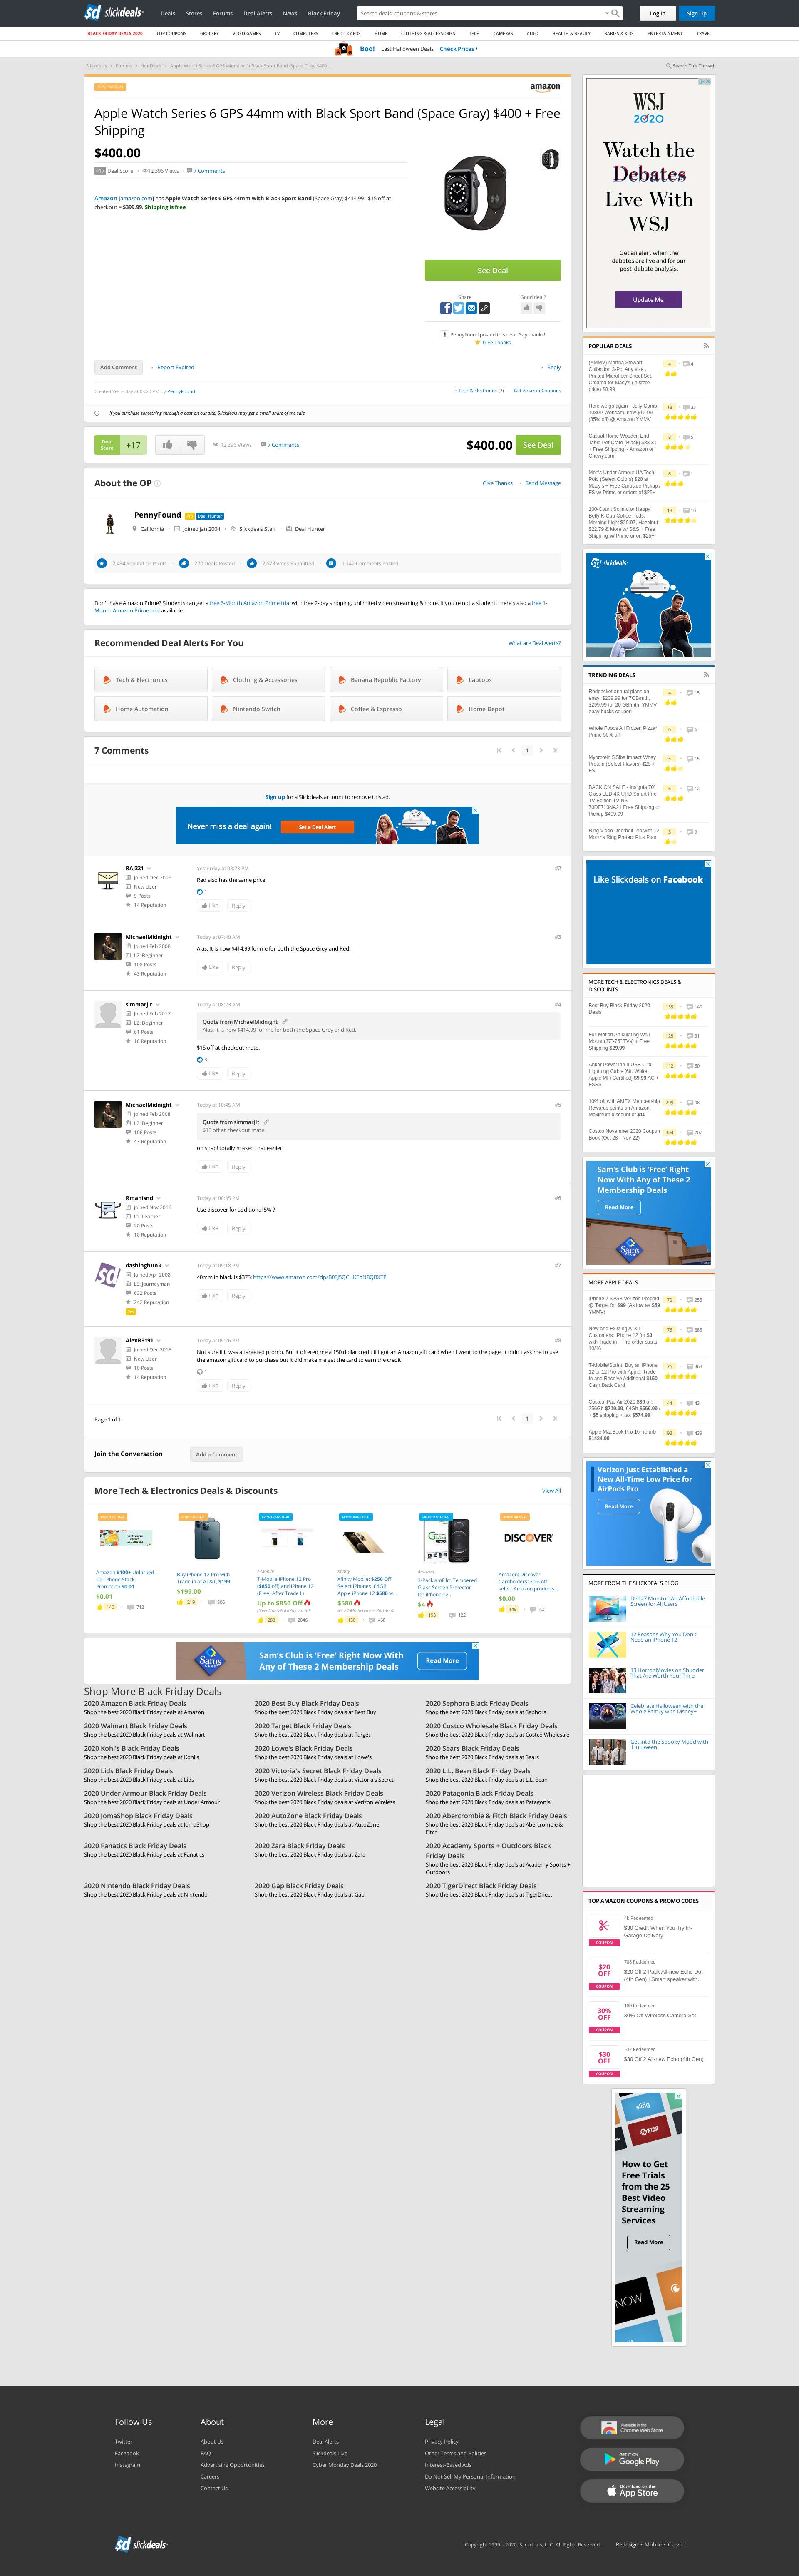 slickdeals
Deals Stores Forums Deal Alerts News Black Friday
Search deals, coupons & stores
Log In Sign Up
BLACK FRIDAY DEALS 2020 TOP COUPONS GROCERY VIDEO GAMES TV COMPUTERS CREDIT CARDS HOME CLOTHING & ACCESSORIES TECH CAMERAS AUTO HEALTH & BEAUTY BABIES & KIDS ENTERTAINMENT TRAVEL
Boo! Last Halloween Deals Check Prices
Slickdeals Forums Hot Deals Apple Watch Series 6 GPS 44mm with Black Sport Band (Space Gray) $400 ...
Search This Thread
amazon
Apple Watch Series 6 GPS 44mm with Black Sport Band (Space Gray) $400 + Free
Shipping
$400.00
+17 Deal Score 12,396 Views 7 Comments
Amazon [amazon.com] has Apple Watch Series 6 GPS 44mm with Black Sport Band (Space Gray) $414.99 - $15 off at
checkout = $399.99. Shipping is free
See Deal
Share Good deal?
PennyFound posted this deal. Say thanks!
Give Thanks
Add Comment Report Expired Reply
Created Yesterday at 03:20 PM by PennyFound
in Tech & Electronics (7) Get Amazon Coupons
If you purchase something through a post on our site, Slickdeals may get a small share of the sale.
Deal
Score +17 12,396 Views 7 Comments $400.00 See Deal
About the OP Give Thanks Send Message
PennyFound Pro Deal Hunter
California Joined Jan 2004 Slickdeals Staff Deal Hunter
2,484 Reputation Points 270 Deals Posted 2,673 Votes Submitted 1,142 Comments Posted
Don't have Amazon Prime? Students can get a free 6-Month Amazon Prime trial with free 2-day shipping, unlimited video streaming & more. If you're not a student, there's also a free 1-
Month Amazon Prime trial available.
Recommended Deal Alerts For You What are Deal Alerts?
Tech & Electronics Clothing & Accessories Banana Republic Factory Laptops
Home Automation Nintendo Switch Coffee & Espresso Home Depot
7 Comments 1
Sign up for a Slickdeals account to remove this ad.
Never miss a deal again! Set a Deal Alert
RAJ321 Yesterday at 08:23 PM #2
Joined Dec 2015
New User
9 Posts
14 Reputation
Red also has the same price
1
Like Reply
MichaelMidnight Today at 07:40 AM #3
Joined Feb 2008
L2: Beginner
108 Posts
43 Reputation
Alas. It is now $414.99 for me for both the Space Grey and Red.
Like Reply
simmarjit Today at 08:23 AM #4
Joined Feb 2017
L2: Beginner
61 Posts
18 Reputation
Quote from MichaelMidnight
Alas. It is now $414.99 for me for both the Space Grey and Red.
$15 off at checkout mate.
3
Like Reply
MichaelMidnight Today at 10:45 AM #5
Joined Feb 2008
L2: Beginner
108 Posts
43 Reputation
Quote from simmarjit
$15 off at checkout mate.
oh snap! totally missed that earlier!
Like Reply
Rmahisnd Today at 08:35 PM #6
Joined Nov 2016
L1: Learner
20 Posts
10 Reputation
Use discover for additional 5% ?
Like Reply
dashinghunk Today at 09:18 PM #7
Joined Apr 2008
L5: Journeyman
632 Posts
242 Reputation
Pro
40mm in black is $375:
Like Reply
AlexR3191 Today at 09:26 PM #8
Joined Dec 2018
New User
10 Posts
14 Reputation
Not sure if it was a targeted promo. But it offered me a 150 dollar credit if I got an Amazon gift card when I went to the page. It didn't ask me to use
the amazon gift card to purchase but it did make me get the card to earn the credit.
1
Like Reply
Page 1 of 1 1
Join the Conversation Add a Comment
More Tech & Electronics Deals & Discounts View All
Amazon $100+ Unlocked
Cell Phone Stack
Promotion $0.01
$0.01
140 712
Buy iPhone 12 Pro with
Trade in at AT&T, $199
$199.00
219 806
T-Mobile
T-Mobile iPhone 12 Pro
($850 off) and iPhone 12
(Free) After Trade In
Up to $850 Off
283 2046
Xfinity
Xfinity Mobile: $250 Off
Select iPhones: 64GB
Apple iPhone 12 $580 w...
$580
150 468
Amazon
3-Pack amFilm Tempered
Glass Screen Protector
For iPhone 12...
$4
193 122
DISCOVER
Amazon: Discover
Cardholders: 20% off
select Amazon products...
$0.00
149 42
Sam's Club is 'Free' Right Now With
Any of These 2 Membership Deals
Read More
Shop More Black Friday Deals
2020 Amazon Black Friday Deals
Shop the best 2020 Black Friday deals at Amazon
2020 Best Buy Black Friday Deals
Shop the best 2020 Black Friday deals at Best Buy
2020 Sephora Black Friday Deals
Shop the best 2020 Black Friday deals at Sephora
2020 Walmart Black Friday Deals
Shop the best 2020 Black Friday deals at Walmart
2020 Target Black Friday Deals
Shop the best 2020 Black Friday deals at Target
2020 Costco Wholesale Black Friday Deals
Shop the best 2020 Black Friday deals at Costco Wholesale
2020 Kohl's Black Friday Deals
Shop the best 2020 Black Friday deals at Kohl's
2020 Lowe's Black Friday Deals
Shop the best 2020 Black Friday deals at Lowe's
2020 Sears Black Friday Deals
Shop the best 2020 Black Friday deals at Sears
2020 Lids Black Friday Deals
Shop the best 2020 Black Friday deals at Lids
2020 Victoria's Secret Black Friday Deals
Shop the best 2020 Black Friday deals at Victoria's Secret
2020 L.L. Bean Black Friday Deals
Shop the best 2020 Black Friday deals at L.L. Bean
2020 Under Armour Black Friday Deals
Shop the best 2020 Black Friday deals at Under Armour
2020 Verizon Wireless Black Friday Deals
Shop the best 2020 Black Friday deals at Verizon Wireless
2020 Patagonia Black Friday Deals
Shop the best 2020 Black Friday deals at Patagonia
2020 JomaShop Black Friday Deals
Shop the best 2020 Black Friday deals at JomaShop
2020 AutoZone Black Friday Deals
Shop the best 2020 Black Friday deals at AutoZone
2020 Abercrombie & Fitch Black Friday Deals
Shop the best 2020 Black Friday deals at Abercrombie &
Fitch
2020 Fanatics Black Friday Deals
Shop the best 2020 Black Friday deals at Fanatics
2020 Zara Black Friday Deals
Shop the best 2020 Black Friday deals at Zara
2020 Academy Sports + Outdoors Black
Friday Deals
Shop the best 2020 Black Friday deals at Academy Sports +
Outdoors
2020 Nintendo Black Friday Deals
Shop the best 2020 Black Friday deals at Nintendo
2020 Gap Black Friday Deals
Shop the best 2020 Black Friday deals at Gap
2020 TigerDirect Black Friday Deals
Shop the best 2020 Black Friday deals at TigerDirect
WSJ
2020
Watch the
Debates
Live With
WSJ
Get an alert when the
debates are live and for our
post-debate analysis.
Update Me
POPULAR DEALS
(YMMV) Martha Stewart
Collection 3-Pc. Any size ,
Printed Microfiber Sheet Set,
Created for Macy's (in store
price) $8.99
4 4
Here we go again - Jelly Comb
1080P Webcam, now $12.99
(35% off) @ Amazon YMMV
18 33
Casual Home Wooden End
Table Pet Crate (Black) $83.31
+ Free Shipping ~ Amazon or
Chewy.com
8 5
Men's Under Armour UA Tech
Polo (Select Colors) $20 at
Macy's + Free Curbside Pickup /
FS w/ Prime or orders of $25+
6 1
100-Count Solimo or Happy
Belly K-Cup Coffee Pods:
Morning Light $20.97, Hazelnut
$22.79 & More w/ S&S + Free
Shipping w/ Prime or on $25+
13 10
slickdeals
TRENDING DEALS
Redpocket annual plans on
ebay; $209.99 for 7GB/mth,
$299.99 for 20 GB/mth; YMMV
ebay bucks coupon
4 15
Whole Foods All Frozen Pizza*
Prime 50% off
6 6
Myprotein 5.5lbs Impact Whey
Protein (Select Flavors) $28 +
FS
5 15
BACK ON SALE - Insignia 70"
Class LED 4K UHD Smart Fire
TV Edition TV NS-
70DF710NA21 Free Shipping or
Pickup $499.99
6 12
Ring Video Doorbell Pro with 12
Months Ring Protect Plus Plan
3 9
Like Slickdeals on Facebook
MORE TECH & ELECTRONICS DEALS &
DISCOUNTS
Best Buy Black Friday 2020
Deals
135 140
Full Motion Articulating Wall
Mount (37"-75" TVs) + Free
Shipping $29.99
125 31
Anker Powerline II USB C to
Lightning Cable [6ft, White,
Apple MFi Certified] $9.99 AC +
FSSS
112 50
10% off with AMEX Membership
Rewards points on Amazon.
Maximum discount of $10
299 98
Costco November 2020 Coupon
Book (Oct 28 - Nov 22)
304 207
Sam's Club is 'Free' Right
Now With Any of These 2
Membership Deals
Read More
MORE APPLE DEALS
iPhone 7 32GB Verizon Prepaid
@ Target for $99 (As low as $59
YMMV)
70 255
New and Existing AT&T
Customers: iPhone 12 for $0
with Trade in – Pre-order starts
10/16
76 385
T-Mobile/Sprint: Buy an iPhone
12 or 12 Pro with Apple, Trade
In and Receive Additional $150
Cash Back Card
76 463
Costco iPad Air 2020 $30 off:
256Gb $719.99, 64Gb $569.99 /
+ $5 shipping + tax $574.98
44 43
Apple MacBook Pro 16" refurb
$1424.99
93 439
Verizon Just Established a
New All-Time Low Price for
AirPods Pro
Read More
MORE FROM THE SLICKDEALS BLOG
Dell 27 Monitor: An Affordable
Screen for All Users
12 Reasons Why You Don't
Need an iPhone 12
13 Horror Movies on Shudder
That Are Worth Your Time
Celebrate Halloween with the
Whole Family with Disney+
Get into the Spooky Mood with
'Huluween'
TOP AMAZON COUPONS & PROMO CODES
4k Redeemed
$30 Credit When You Try In-
Garage Delivery
COUPON
$20
OFF
788 Redeemed
$20 Off 2 Pack All-new Echo Dot
(4th Gen) | Smart speaker with...
COUPON
30%
OFF
180 Redeemed
30% Off Wireless Camera Set
COUPON
$30
OFF
532 Redeemed
$30 Off 2 All-new Echo (4th Gen)
COUPON
sling
SHOWTIME
How to Get
Free Trials
from the 25
Best Video
Streaming
Services
Read More
NOW
Follow Us
Twitter
Facebook
Instagram
About
About Us
FAQ
Advertising Opportunities
Careers
Contact Us
More
Deal Alerts
Slickdeals Live
Cyber Monday Deals 2020
Legal
Privacy Policy
Other Terms and Policies
Interest-Based Ads
Do Not Sell My Personal Information
Website Accessibility
Available in the
Chrome Web Store
GET IT ON
Google Play
Download on the
App Store
slickdeals
Copyright 1999 - 2020. Slickdeals, LLC. All Rights Reserved. Redesign • Mobile • Classic